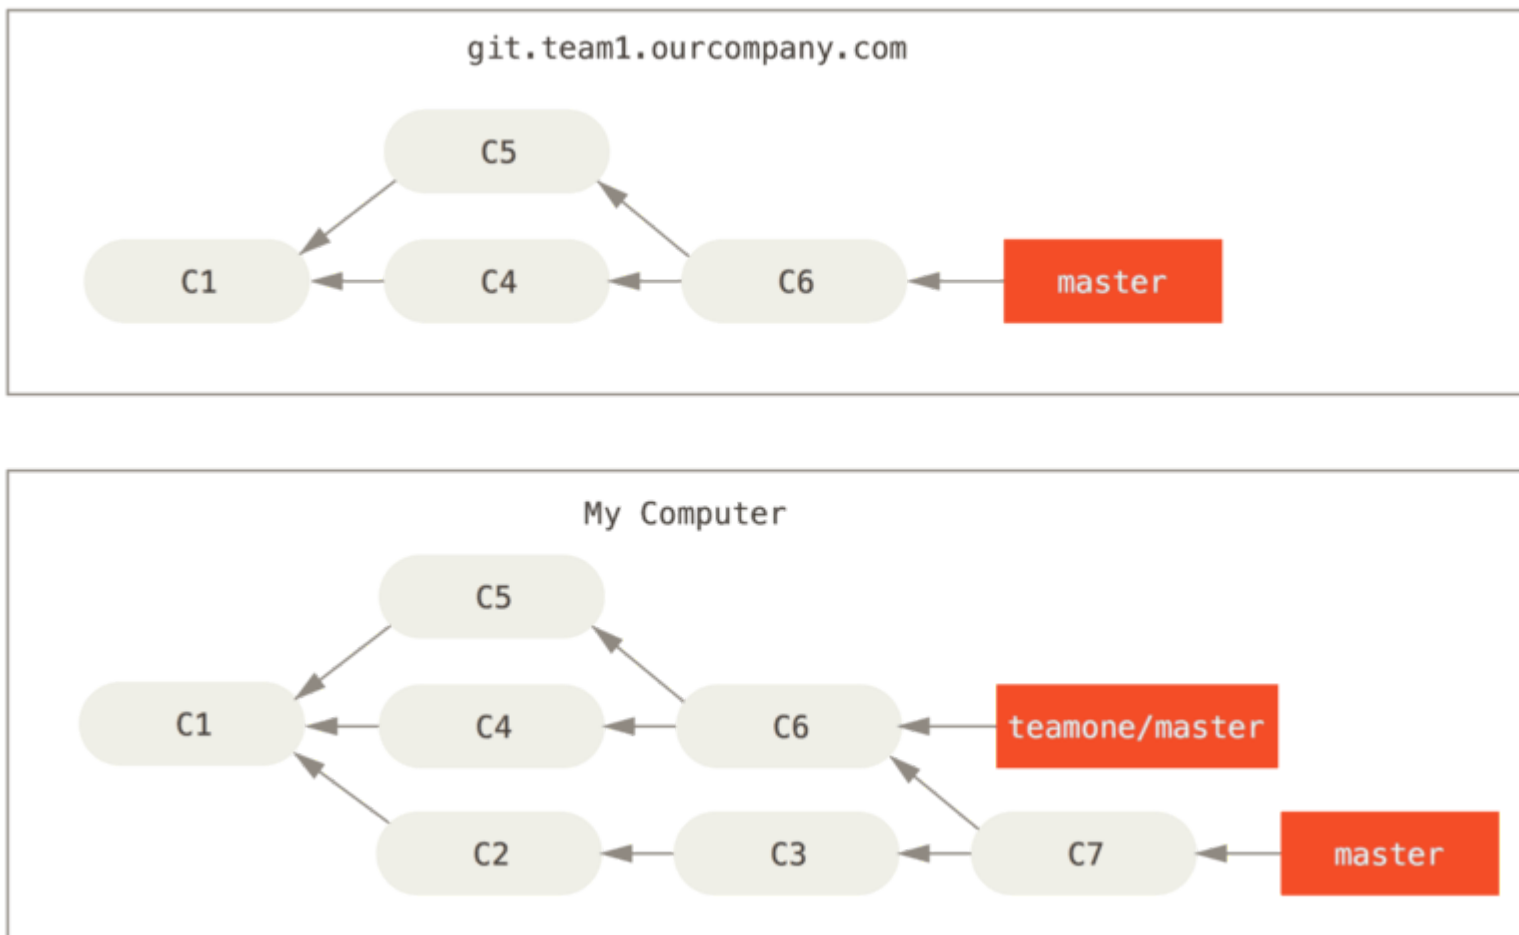 git.team1.ourcompany.com
C5
C1
C4
C6
master
My Computer
C5
C1
C4
C6
teamone/master
C2
C3
C7
master